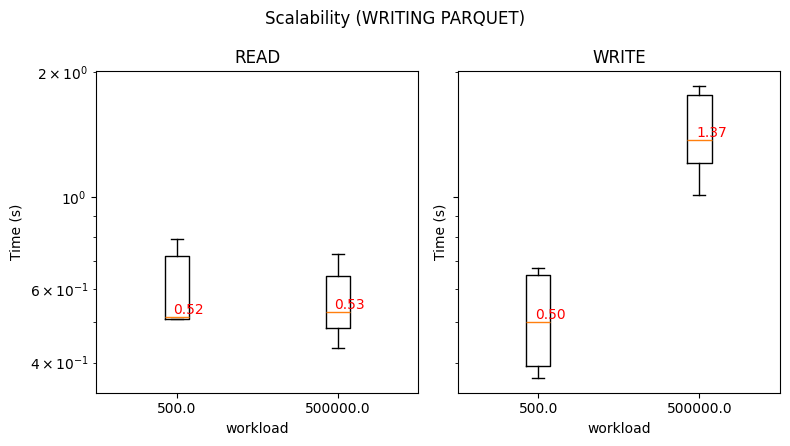 Scalability (WRITING PARQUET)
READ
WRITE
2 × 10⁰
10⁰
6 × 10⁻¹
4 × 10⁻¹
Time (s)
0.52
0.53
500.0
500000.0
workload
Time (s)
0.50
1.37
500.0
500000.0
workload